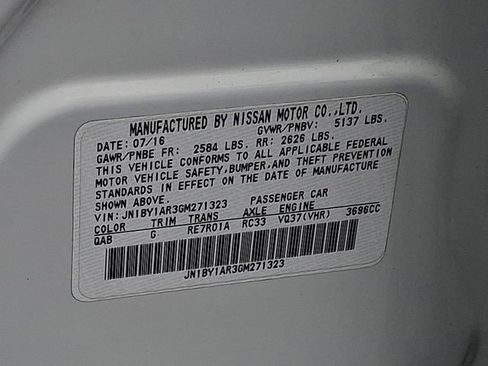 MANUFACTURED BY NISSAN MOTOR CO.,LTD.
DATE: 07/16 GVWR/PNBV: 5137 LBS.
GAWR/PNBE FR: 2584 LBS. RR: 2626 LBS.
THIS VEHICLE CONFORMS TO ALL APPLICABLE FEDERAL
MOTOR VEHICLE SAFETY,BUMPER,AND THEFT PREVENTION
STANDARDS IN EFFECT ON THE DATE OF MANUFACTURE
SHOWN ABOVE.
VIN: JN1BY1AR3GM271323 PASSENGER CAR
COLOR TRIM TRANS AXLE ENGINE
QAB G RE7R01A RC33 VQ37(VHR) 3696CC
JN1BY1AR3GM271323